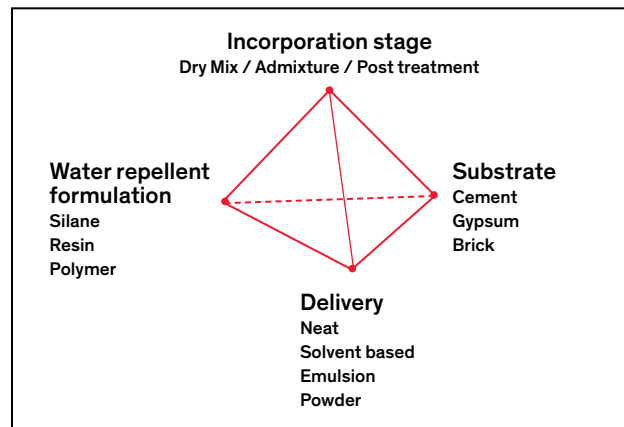 Incorporation stage
Dry Mix / Admixture / Post treatment
Water repellent
formulation
Silane
Resin
Polymer
Substrate
Cement
Gypsum
Brick
Delivery
Neat
Solvent based
Emulsion
Powder